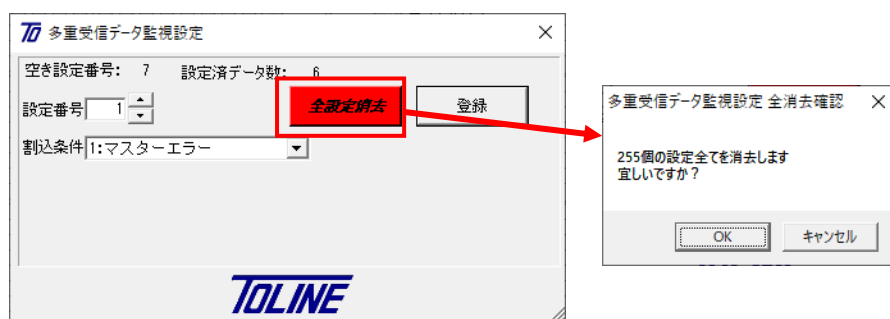 TO 多重受信データ監視設定
空き設定番号: 7 設定済データ数: 6
設定番号 1 全設定消去 登録
割込条件 1:マスターエラー
TOLINE
多重受信データ監視設定 全消去確認
255個の設定全てを消去します
宜しいですか？
OK キャンセル